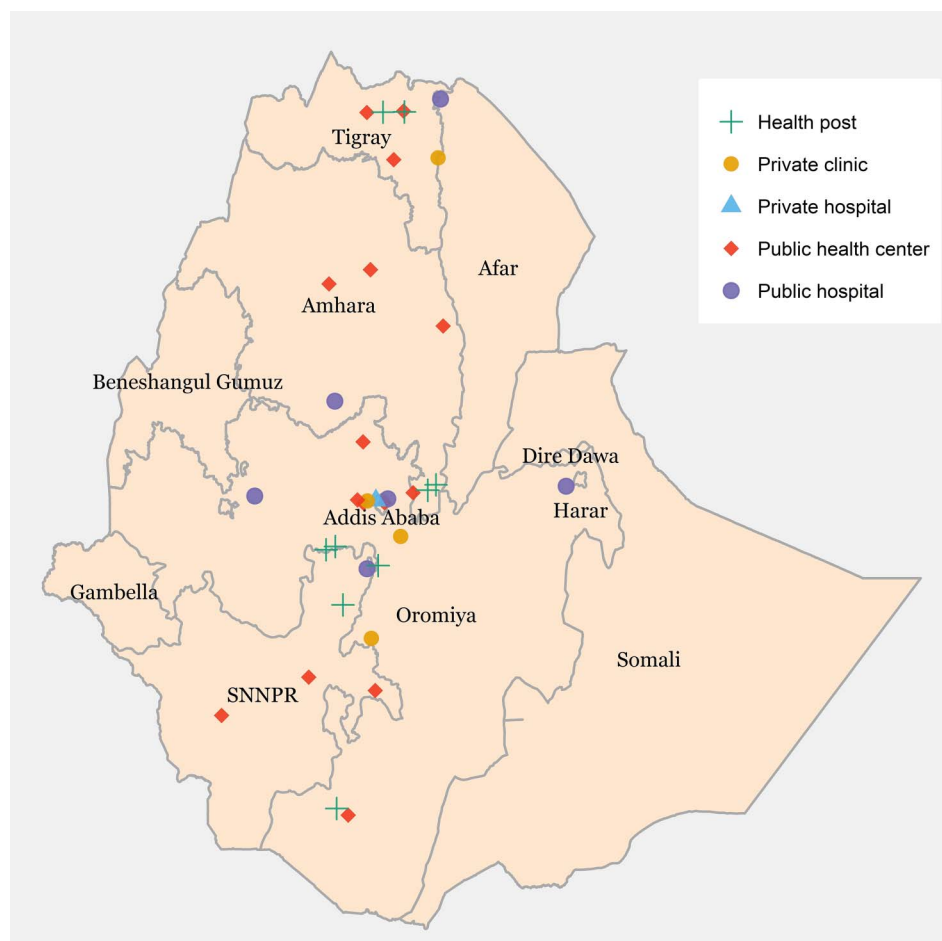 Health post
Private clinic
Private hospital
Public health center
Public hospital
Tigray
Afar
Amhara
Beneshangul Gumuz
Dire Dawa
Harar
Addis Ababa
Gambella
Oromiya
Somali
SNNPR